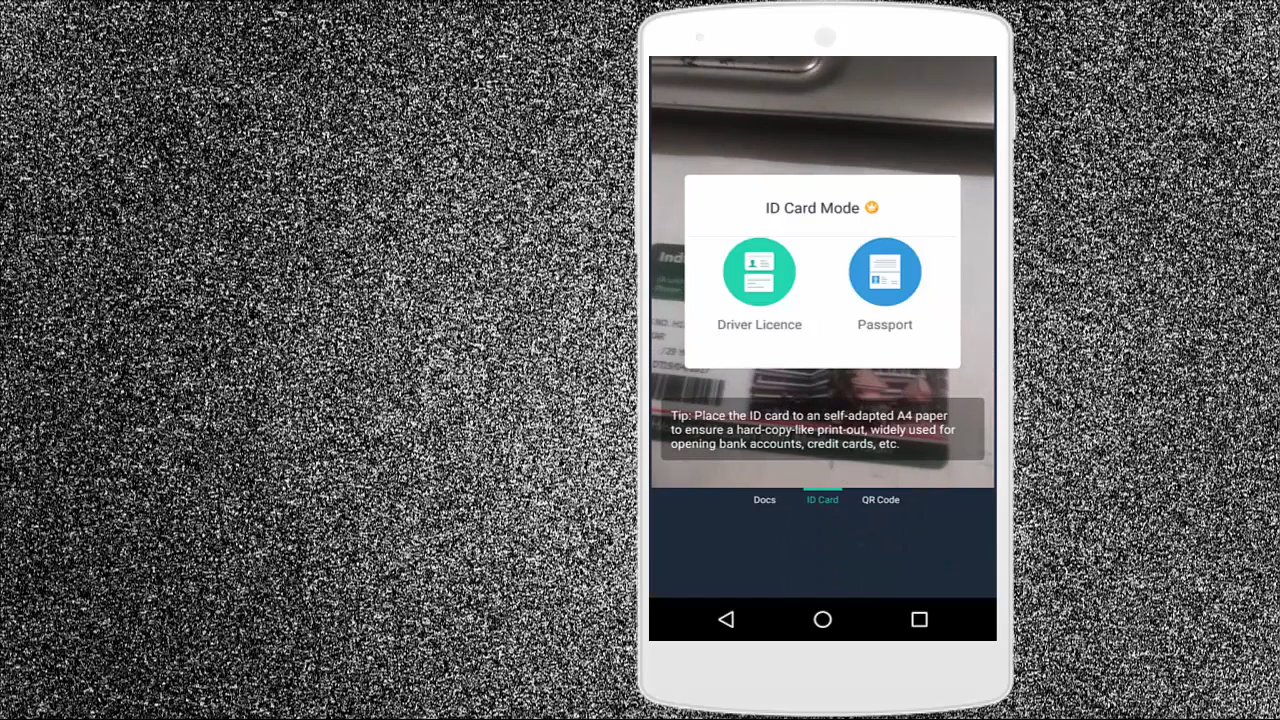 ID Card Mode
Driver Licence
Passport
Tip: Place the ID card to an self-adapted A4 paper
to ensure a hard-copy-like print-out, widely used for
opening bank accounts, credit cards, etc.
Docs
ID Card
QR Code